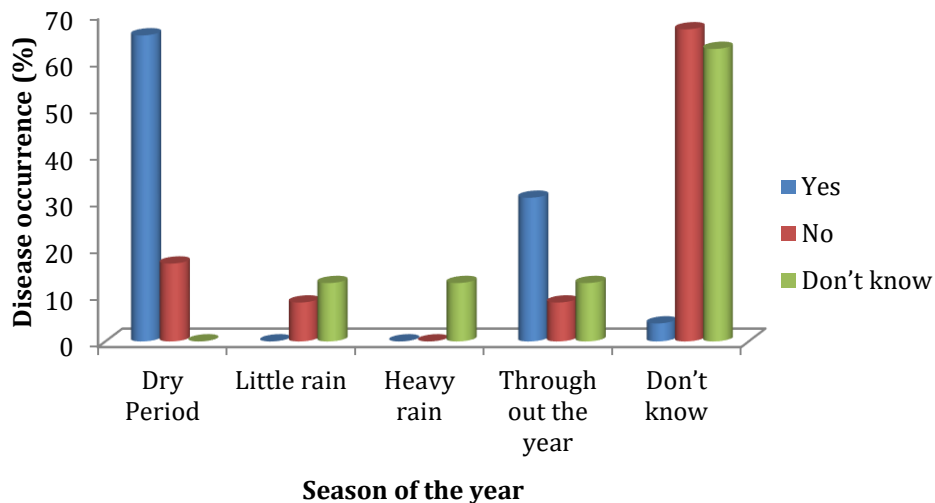 Disease occurrence (%)
70
60
50
40
30
20
10
0
Dry
Period
Little rain
Heavy
rain
Through
out the
year
Don’t
know
Season of the year
Yes
No
Don’t know